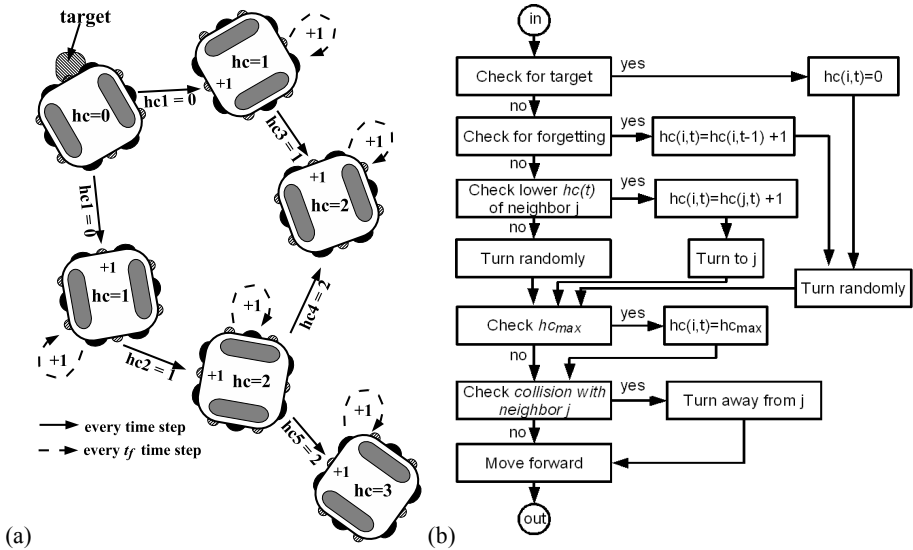 target
hc=0
hc1 = 0
hc=1
+1
+1
hc3 = 1
+1
+1
hc=2
hc1 = 0
+1
hc=1
+1
hc2 = 1
+1
+1
hc=2
hc4 = 2
hc5 = 2
+1
+1
hc=3
every time step
every tf time step
(a)
in
Check for target
yes
hc(i,t)=0
no
Check for forgetting
yes
hc(i,t)=hc(i,t-1) +1
no
Check lower hc(t)
of neighbor j
yes
hc(i,t)=hc(j,t) +1
no
Turn randomly
Turn to j
Turn randomly
Check hcmax
yes
hc(i,t)=hcmax
no
Check collision with
neighbor j
yes
Turn away from j
no
Move forward
out
(b)